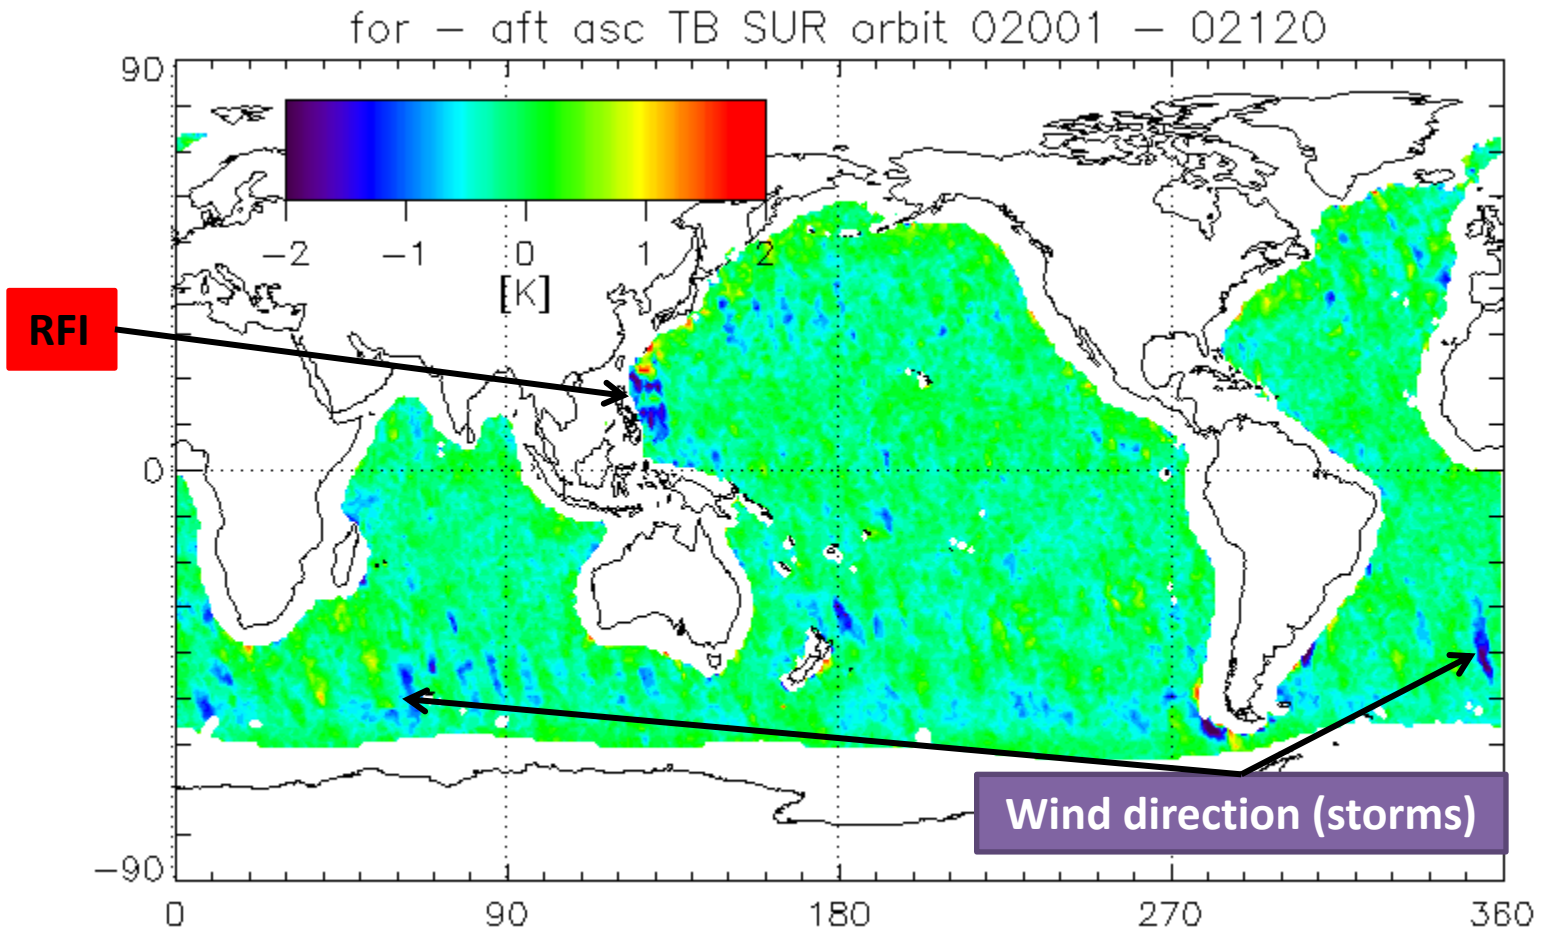 for − aft asc TB SUR orbit 02001 − 02120
90
−2 −1 0 1 2
[K]
RFI
0
Wind direction (storms)
−90
0 90 180 270 360